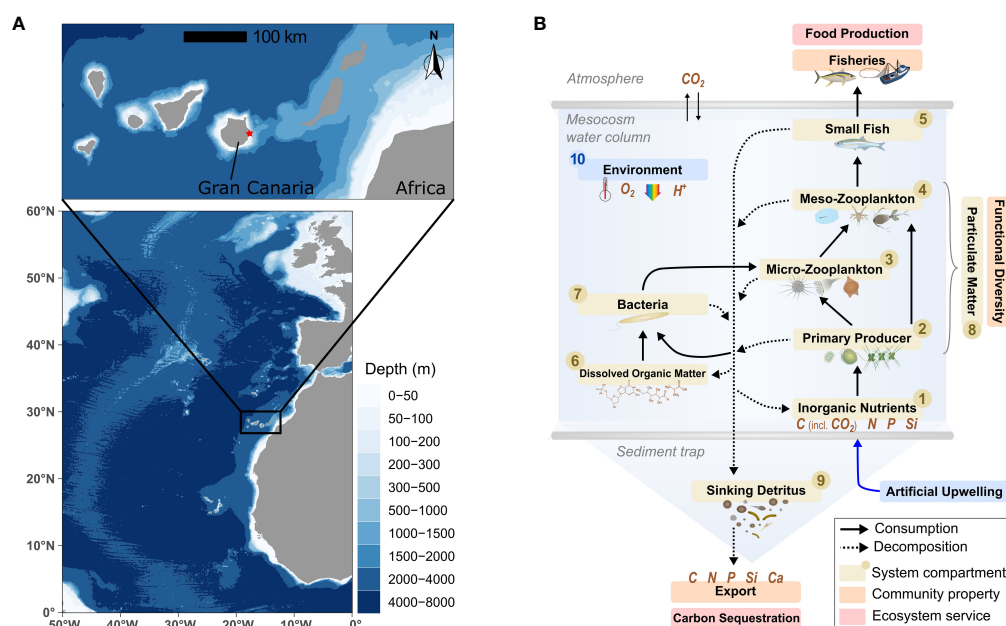 A
100 km
N
Gran Canaria
Africa
60°N
50°N
40°N
30°N
20°N
10°N
0°
50°W
40°W
30°W
20°W
10°W
0°
Depth (m)
0−50
50−100
100−200
200−300
300−500
500−1000
1000−1500
1500−2000
2000−4000
4000−8000
B
Food Production
Fisheries
Atmosphere
CO2
Mesocosm
water column
5
Small Fish
10
Environment
O2 H+
4
Meso-Zooplankton
3
Micro-Zooplankton
7
Bacteria
2
Primary Producer
6
Dissolved Organic Matter
1
Inorganic Nutrients
C (incl. CO2) N P Si
Particulate Matter
8
Functional Diversity
Sediment trap
9
Sinking Detritus
Artificial Upwelling
C N P Si Ca
Export
Carbon Sequestration
Consumption
Decomposition
System compartment
Community property
Ecosystem service